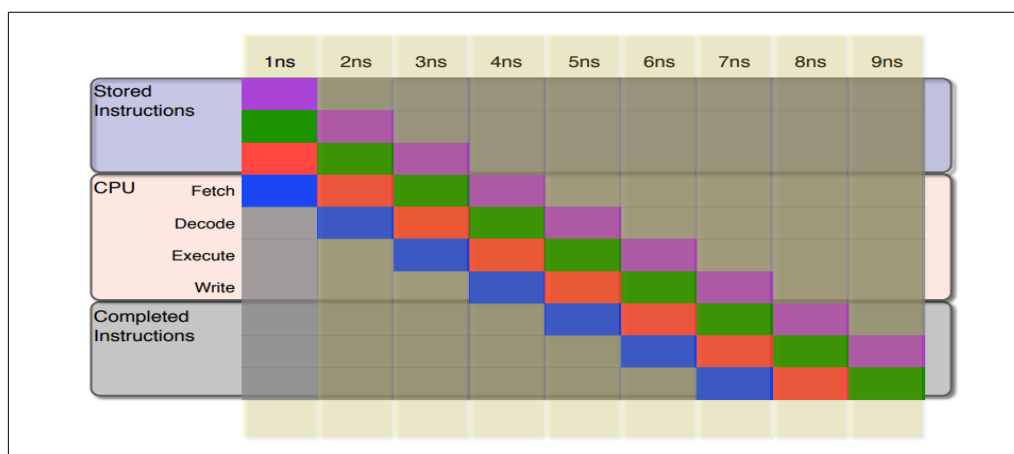 1ns 2ns 3ns 4ns 5ns 6ns 7ns 8ns 9ns
Stored
Instructions
CPU Fetch
Decode
Execute
Write
Completed
Instructions